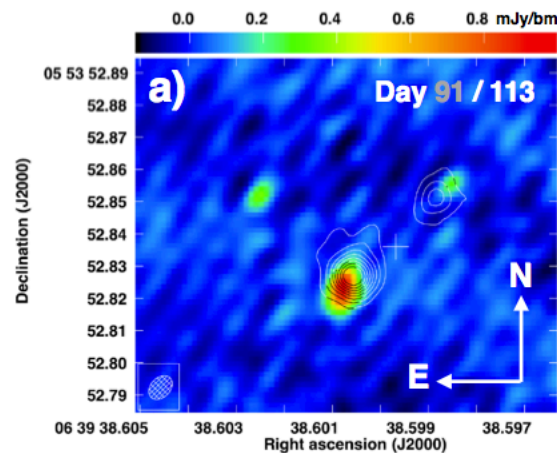 0.0 0.2 0.4 0.6 0.8 mJy/bm
a) Day 91 / 113
05 53 52.89
52.88
52.87
52.86
52.85
52.84
52.83
52.82
52.81
52.80
52.79
Declination (J2000)
N
E
06 39 38.605 38.603 38.601 38.599 38.597
Right ascension (J2000)